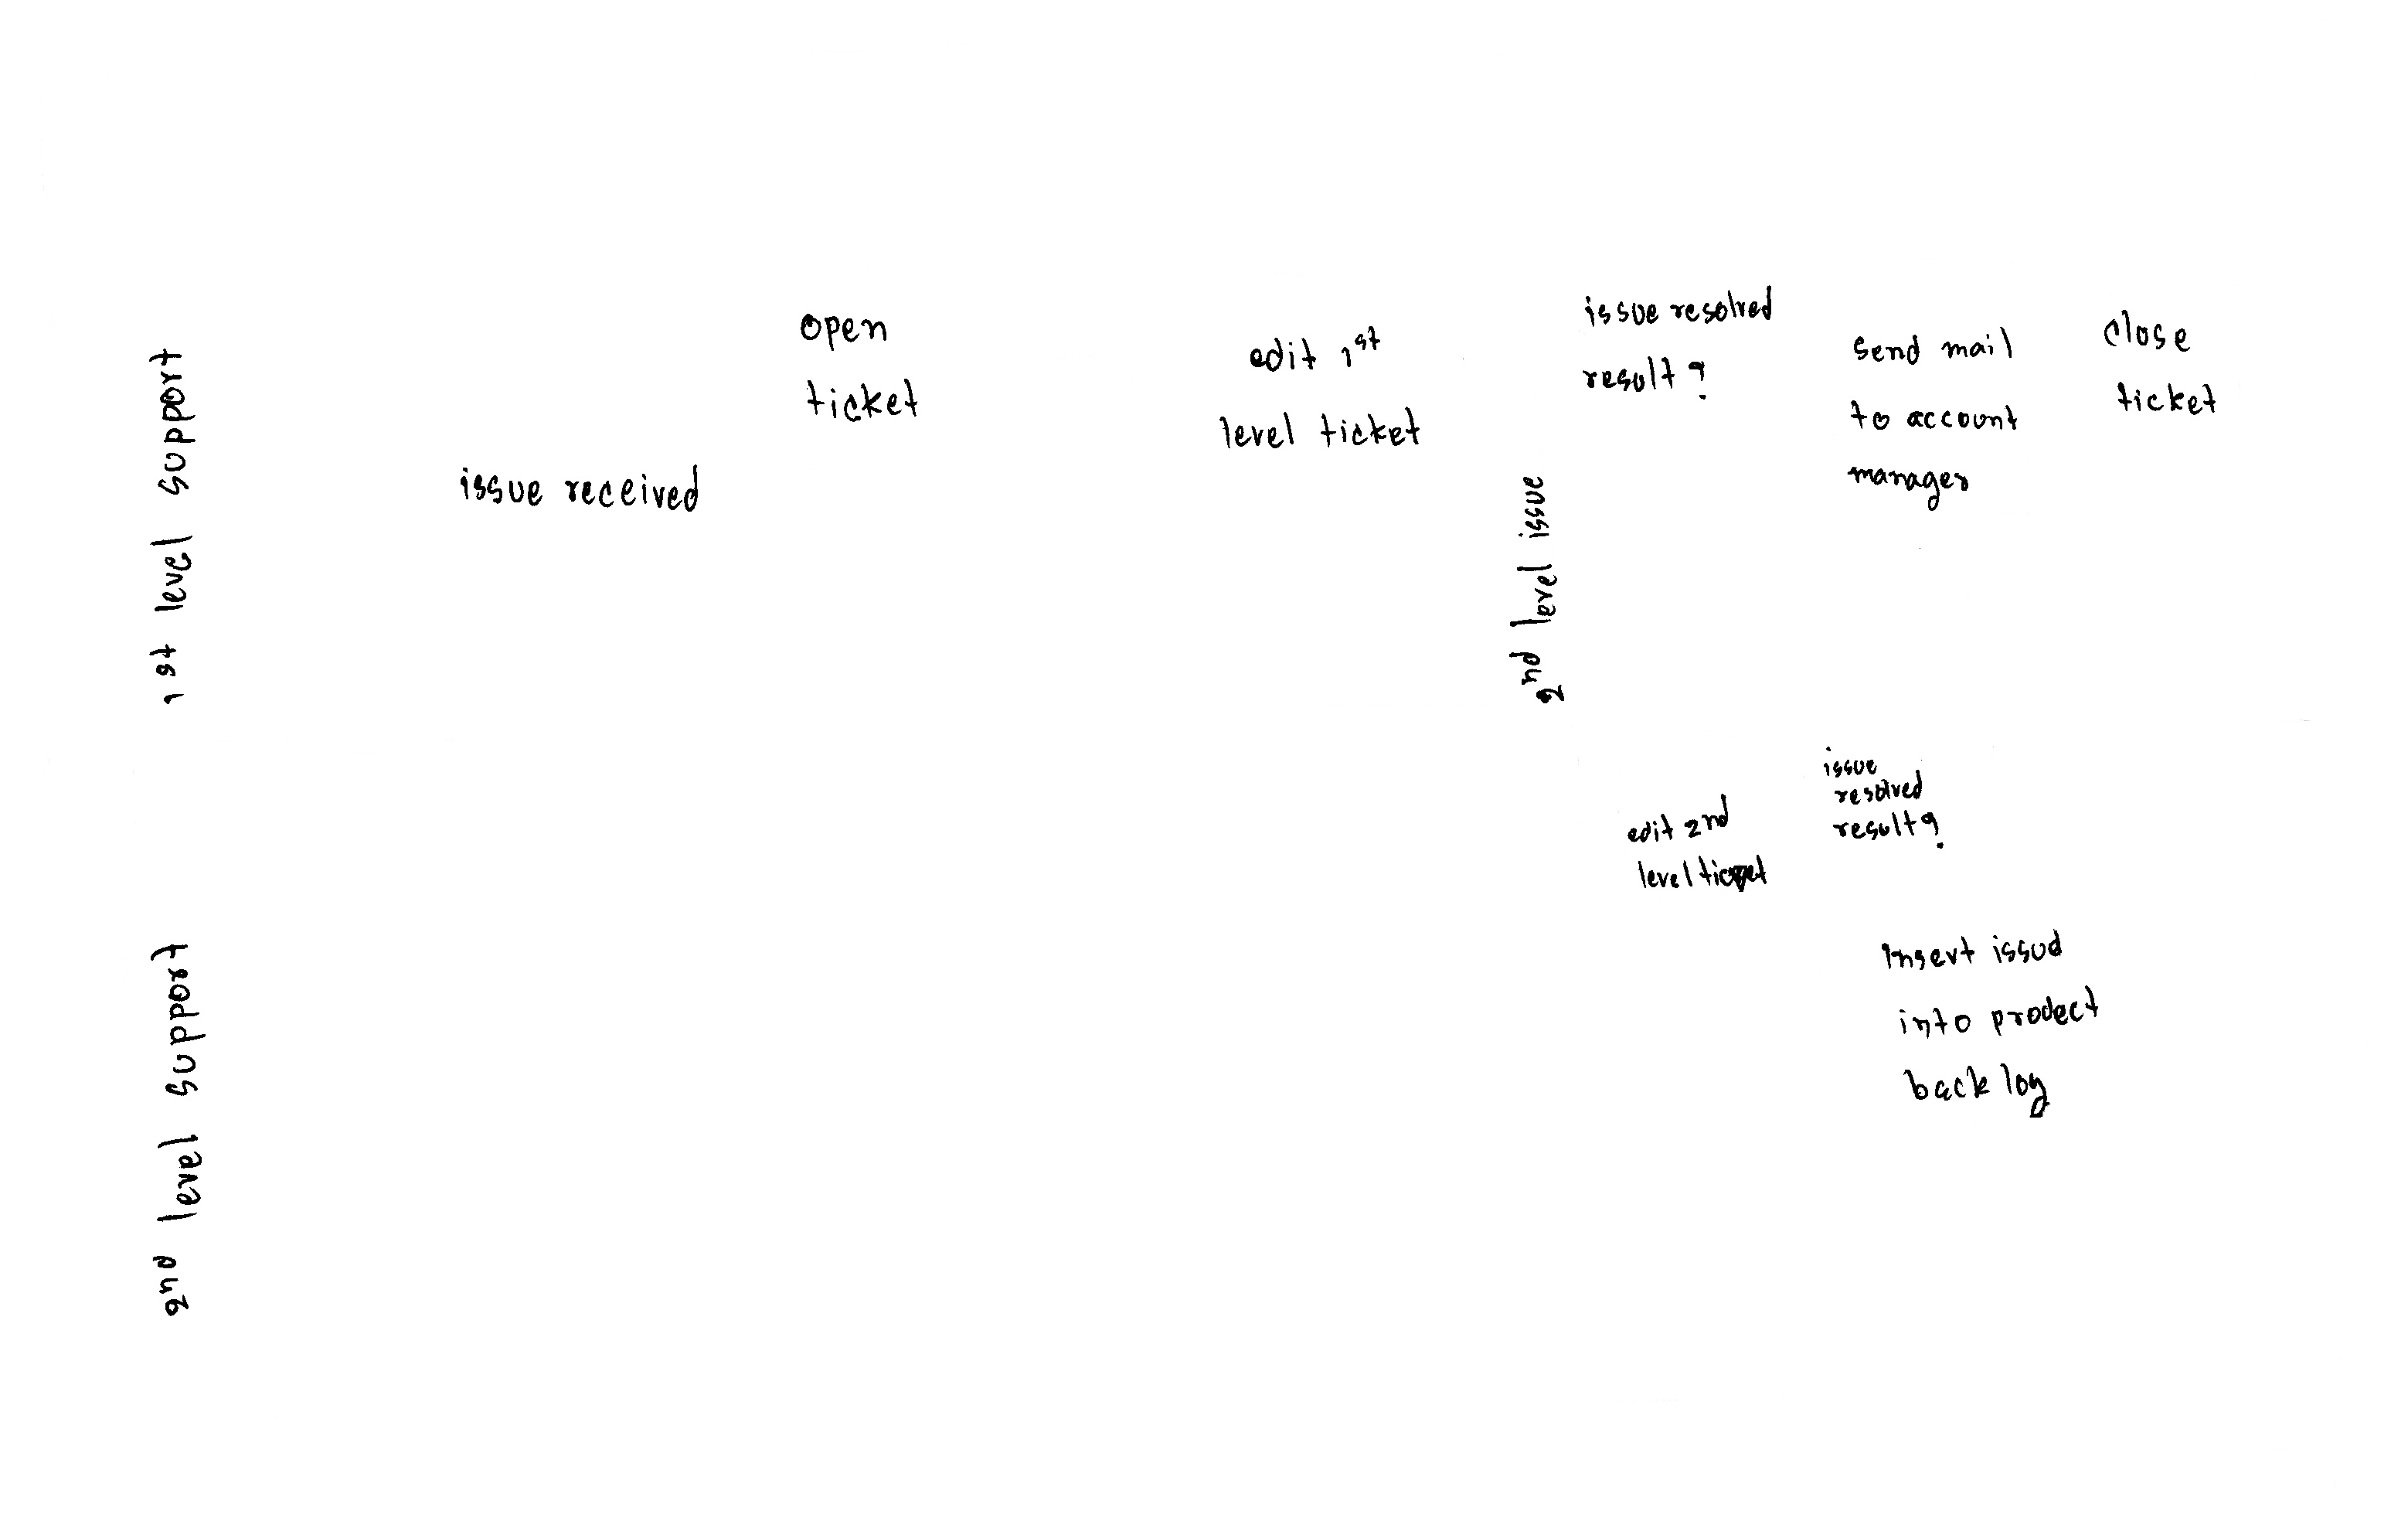 1st level support
issue received
open
ticket
edit 1st
level ticket
2nd level issue
issue resolved
result?
send mail
to account
manager
close
ticket
2nd level support
edit 2nd
level ticket
issue
resolved
result?
Insert issud
into prodect
back log